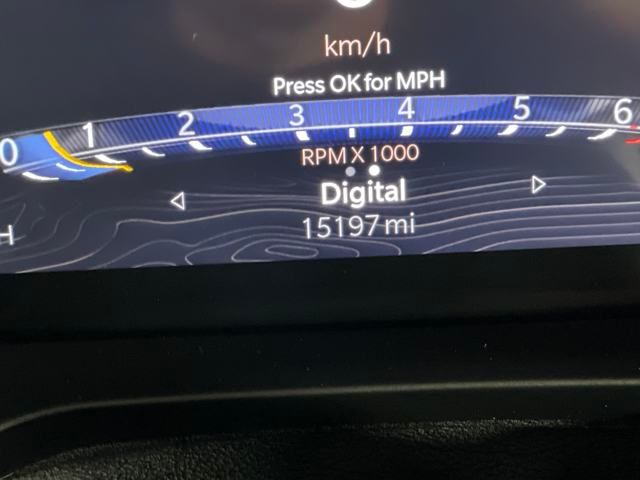 km/h
Press OK for MPH
0 1 2 3 4 5 6
RPM X 1000
Digital
15197 mi
H